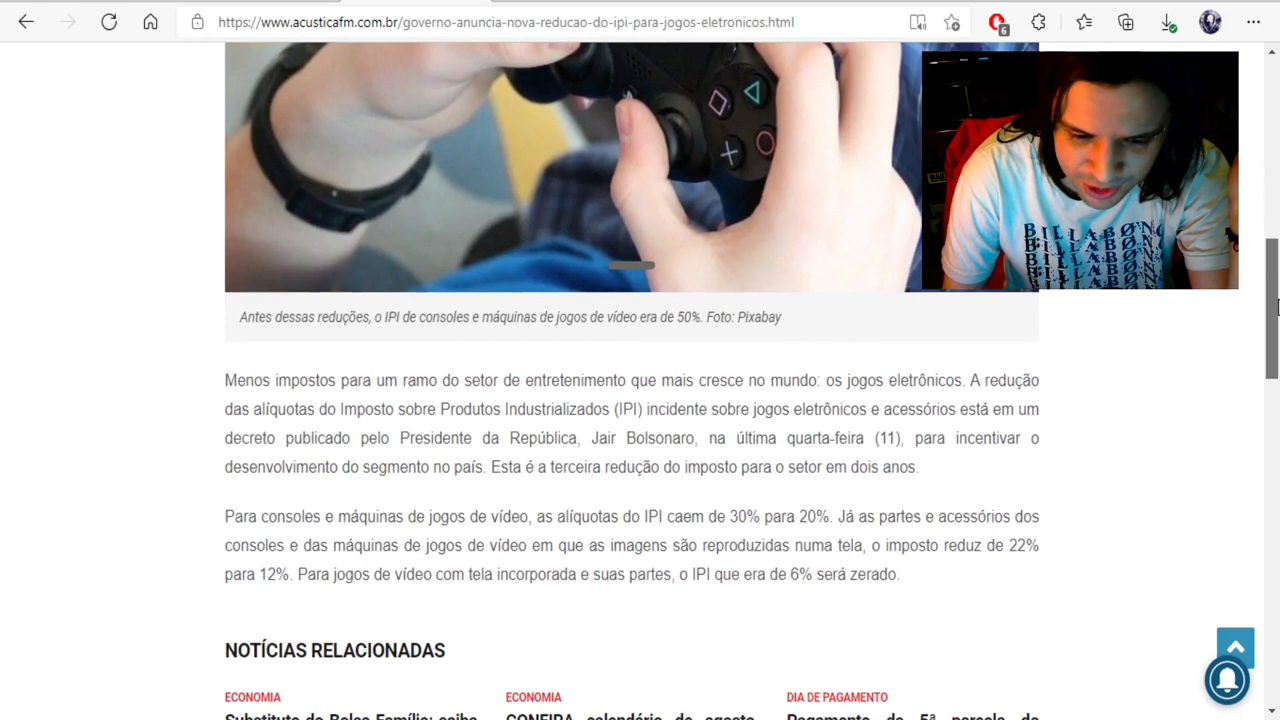 https://www.acusticafm.com.br/governo-anuncia-nova-reducao-do-ipi-para-jogos-eletronicos.html
6
BILLABONG
Antes dessas reduções, o IPI de consoles e máquinas de jogos de vídeo era de 50%. Foto: Pixabay
Menos impostos para um ramo do setor de entretenimento que mais cresce no mundo: os jogos eletrônicos. A redução
das alíquotas do Imposto sobre Produtos Industrializados (IPI) incidente sobre jogos eletrônicos e acessórios está em um
decreto publicado pelo Presidente da República, Jair Bolsonaro, na última quarta-feira (11), para incentivar o
desenvolvimento do segmento no país. Esta é a terceira redução do imposto para o setor em dois anos.
Para consoles e máquinas de jogos de vídeo, as alíquotas do IPI caem de 30% para 20%. Já as partes e acessórios dos
consoles e das máquinas de jogos de vídeo em que as imagens são reproduzidas numa tela, o imposto reduz de 22%
para 12%. Para jogos de vídeo com tela incorporada e suas partes, o IPI que era de 6% será zerado.
NOTÍCIAS RELACIONADAS
ECONOMIA ECONOMIA DIA DE PAGAMENTO
Substituto do Bolsa Família: saiba CONFIRA calendário de agosto Pagamento da 5ª parcela do